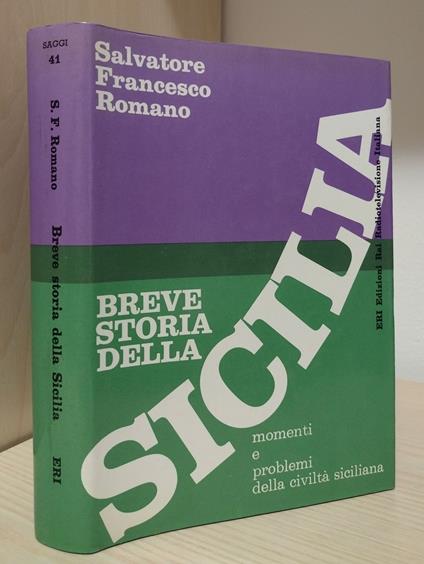 SAGGI
41
S. F. Romano
Breve storia della Sicilia
ERI
Salvatore
Francesco
Romano
BREVE
STORIA
DELLA
SICILIA
momenti
e
problemi
della civiltà siciliana
ERI Edizioni Rai Radiotelevisione Italiana